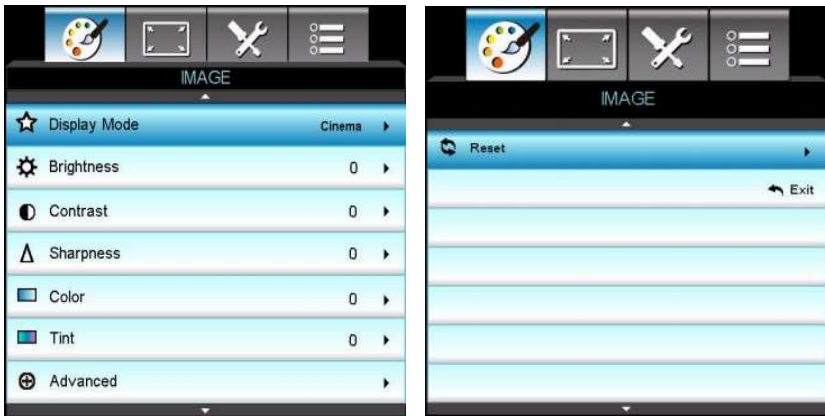 IMAGE
Display Mode Cinema
Brightness 0
Contrast 0
Sharpness 0
Color 0
Tint 0
Advanced
IMAGE
Reset
Exit